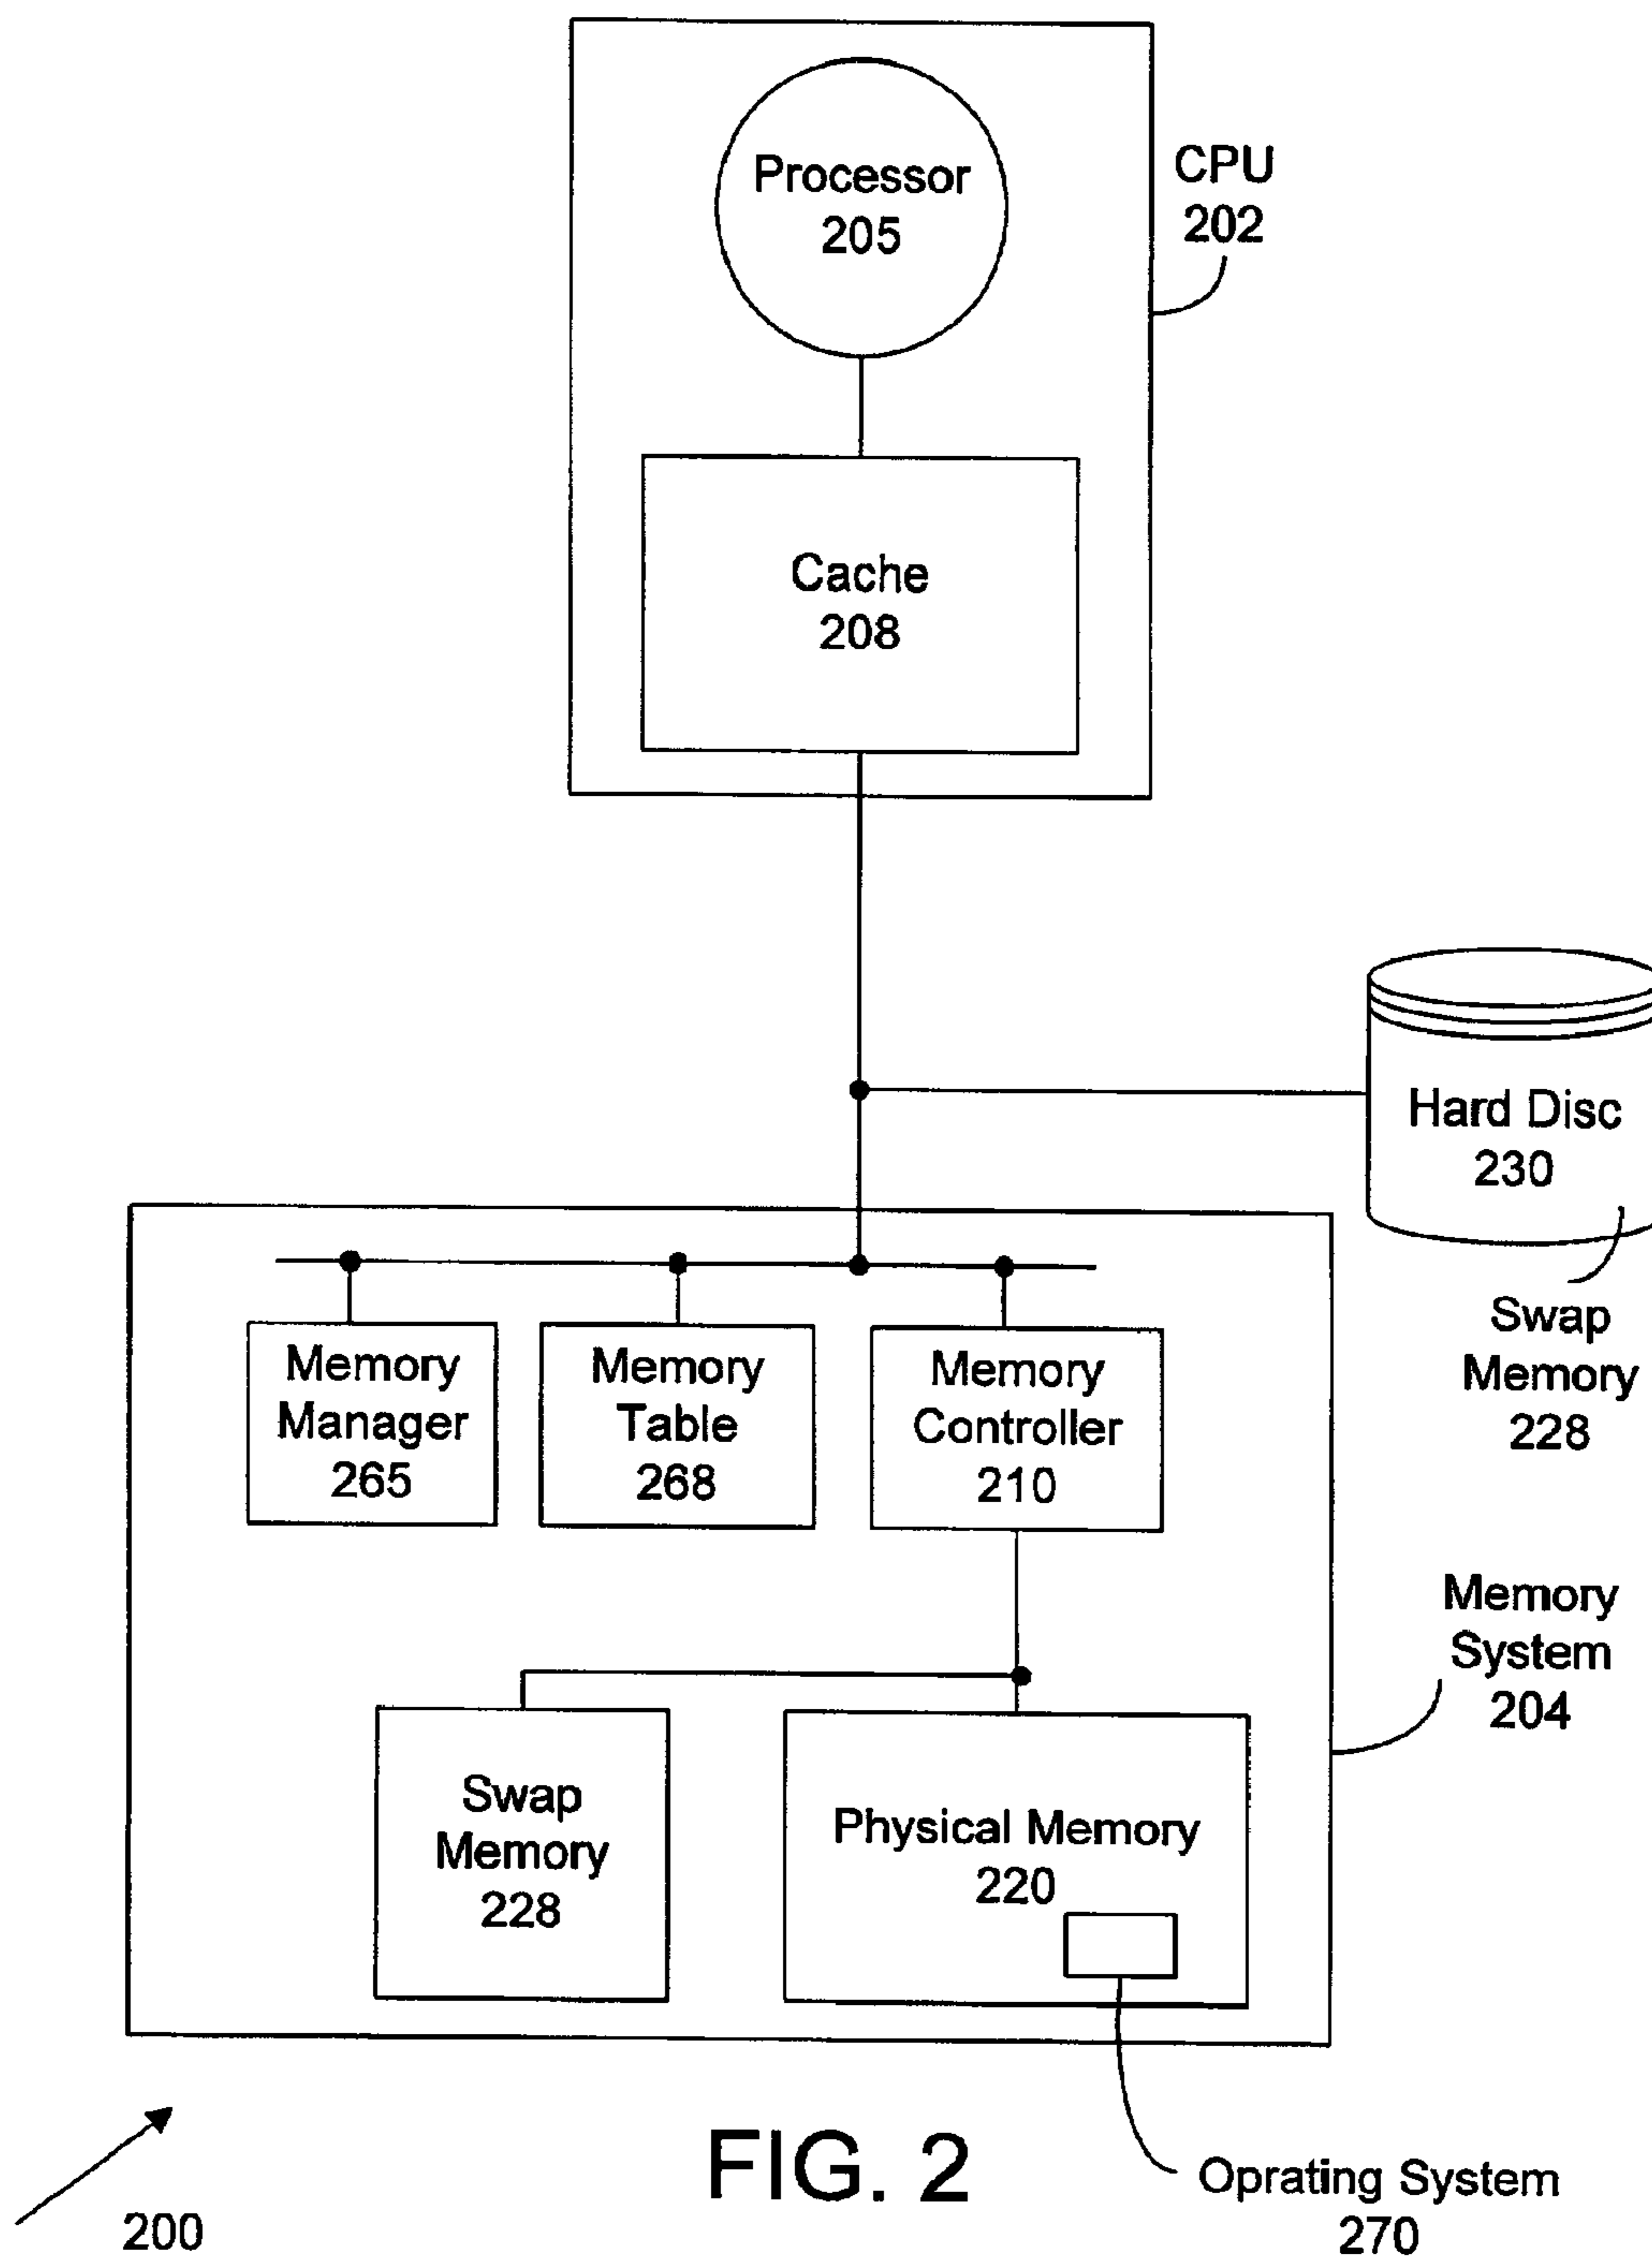 Processor
205
CPU
202
Cache
208
Hard Disc
230
Swap
Memory
228
Memory
Manager
265
Memory
Table
268
Memory
Controller
210
Memory
System
204
Swap
Memory
228
Physical Memory
220
FIG. 2
Oprating System
270
200